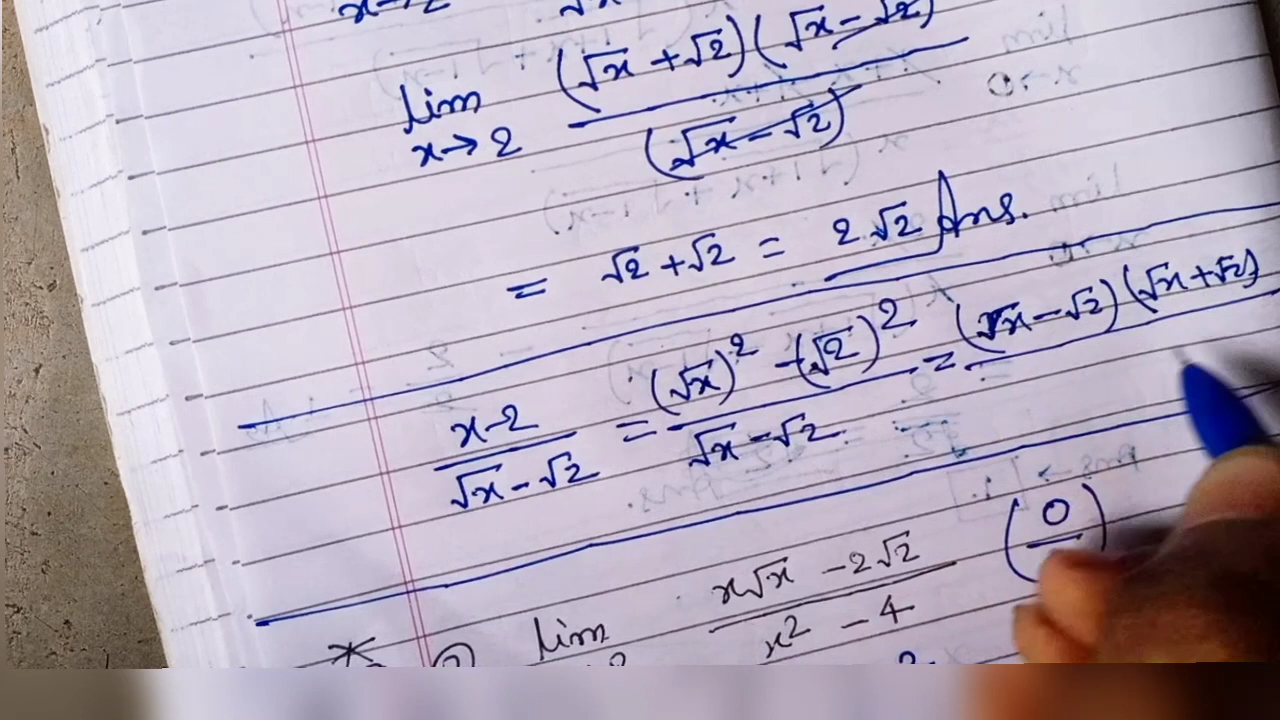 x→2 √x
lim (√x + √2)(√x - √2)
x→2 (√x - √2)
= √2 + √2 = 2√2 Ans.
x-2 = (√x)² - (√2)² = (√x - √2)(√x + √2)
√x - √2 √x - √2
x√x - 2√2 (0
lim x² - 4